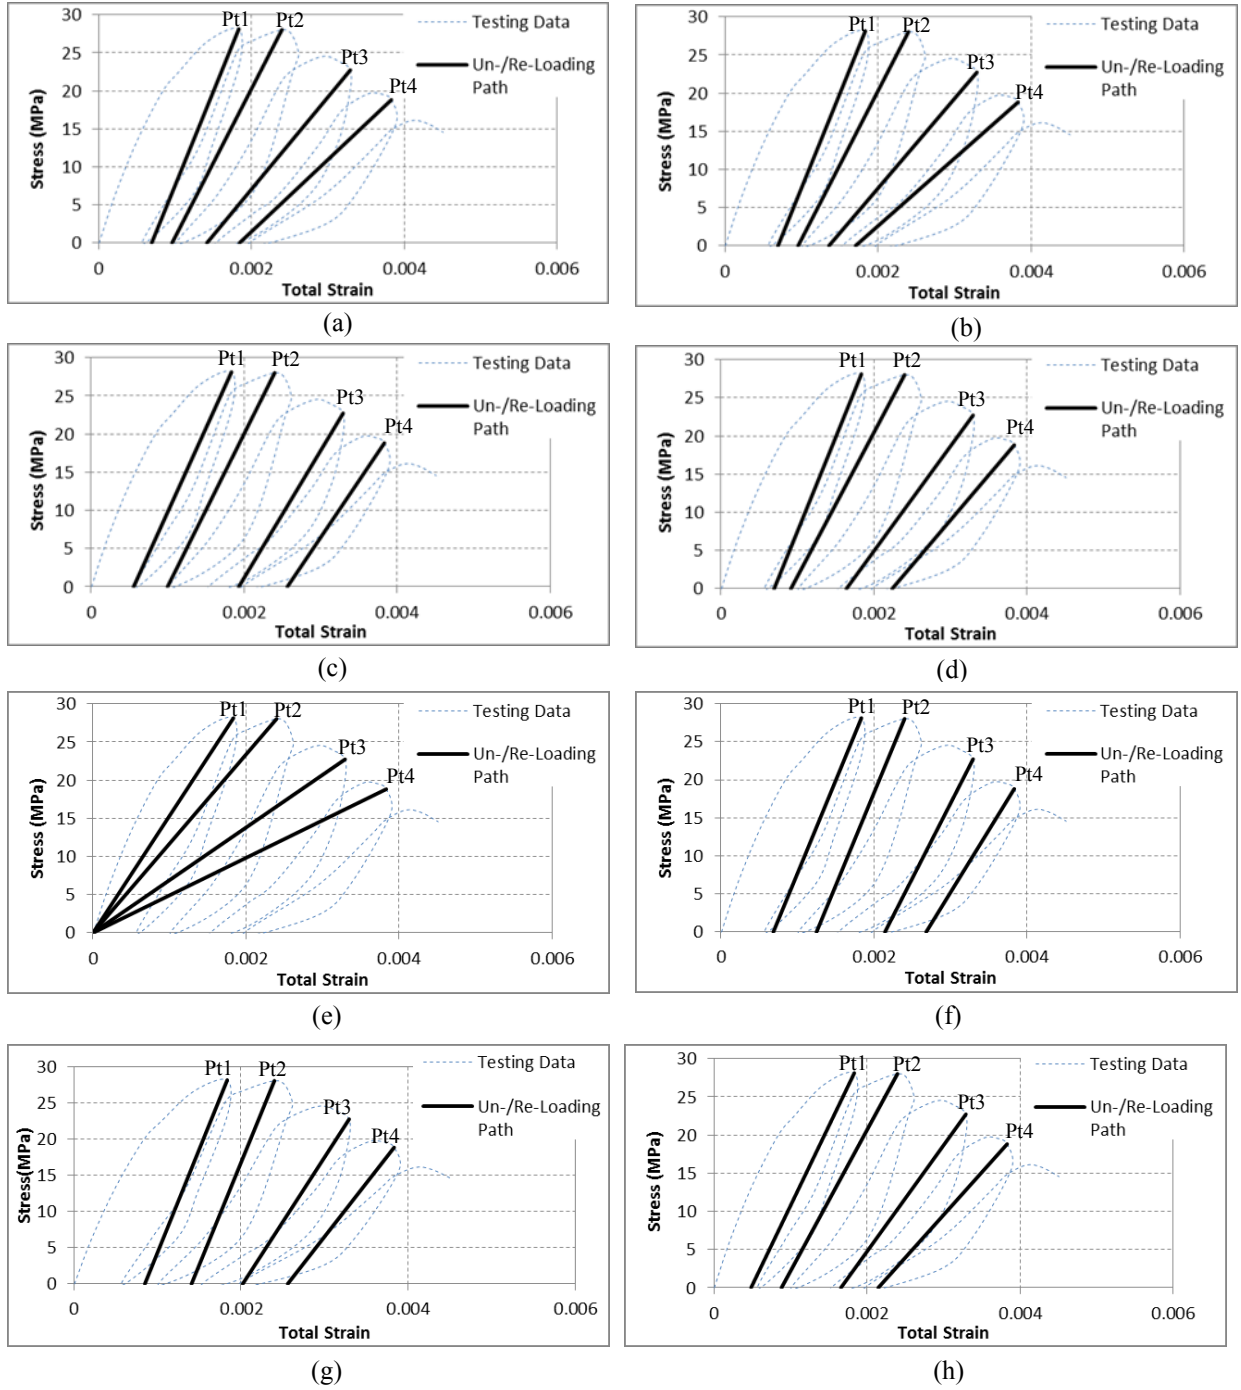 30
25
20
15
10
5
0
Stress (MPa)
Pt1
Pt2
Pt3
Pt4
Testing Data
Un-/Re-Loading
Path
0
0.002
0.004
0.006
Total Strain
(a)
30
25
20
15
10
5
0
Stress (MPa)
Pt1
Pt2
Pt3
Pt4
Testing Data
Un-/Re-Loading
Path
0
0.002
0.004
0.006
Total Strain
(b)
30
25
20
15
10
5
0
Stress (MPa)
Pt1
Pt2
Pt3
Pt4
Testing Data
Un-/Re-Loading
Path
0
0.002
0.004
0.006
Total Strain
(c)
30
25
20
15
10
5
0
Stress (MPa)
Pt1
Pt2
Pt3
Pt4
Testing Data
Un-/Re-Loading
Path
0
0.002
0.004
0.006
Total Strain
(d)
30
25
20
15
10
5
0
Stress (MPa)
Pt1
Pt2
Pt3
Pt4
Testing Data
Un-/Re-Loading
Path
0
0.002
0.004
0.006
Total Strain
(e)
30
25
20
15
10
5
0
Stress (MPa)
Pt1
Pt2
Pt3
Pt4
Testing Data
Un-/Re-Loading
Path
0
0.002
0.004
0.006
Total Strain
(f)
30
25
20
15
10
5
0
Stress(MPa)
Pt1
Pt2
Pt3
Pt4
Testing Data
Un-/Re-Loading
Path
0
0.002
0.004
0.006
Total Strain
(g)
30
25
20
15
10
5
0
Stress (MPa)
Pt1
Pt2
Pt3
Pt4
Testing Data
Un-/Re-Loading
Path
0
0.002
0.004
0.006
Total Strain
(h)